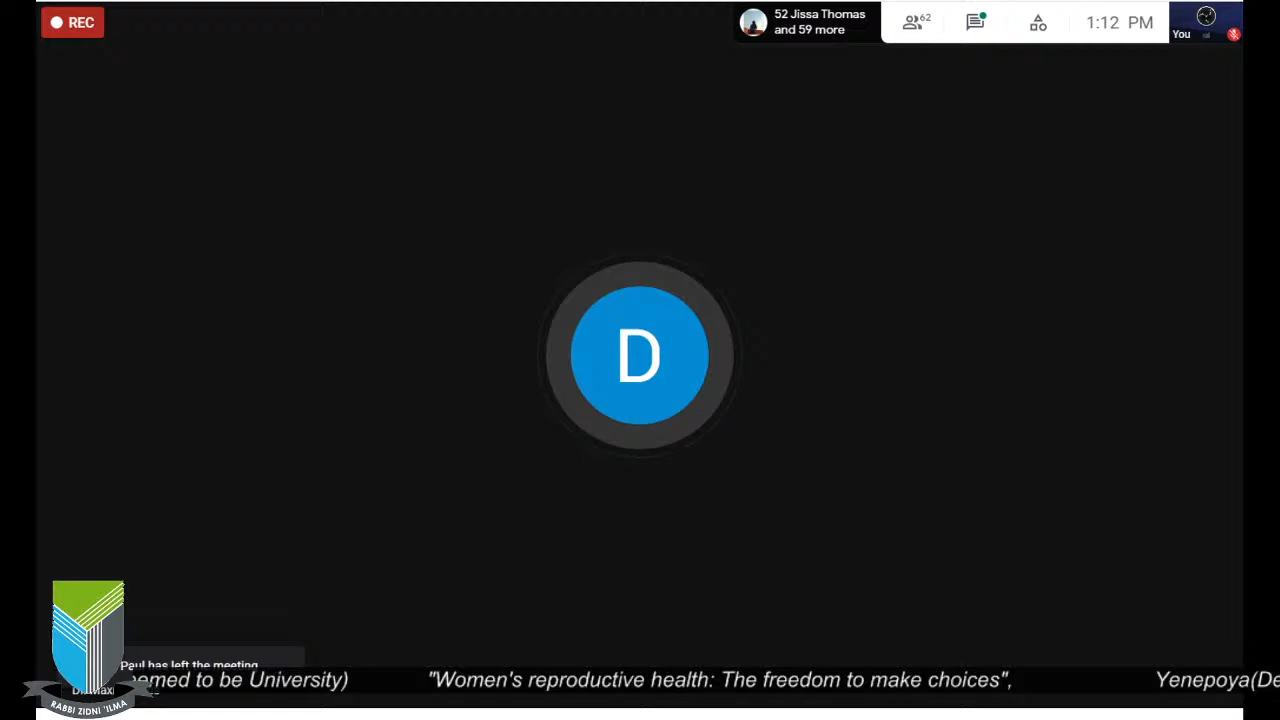 REC
52 Jissa Thomas
and 59 more
62
1:12 PM
You
D
Paul has left the meeting
emed to be University)
"Women's reproductive health: The freedom to make choices",
Yenepoya(De
RABBI ZIDNI 'ILMA